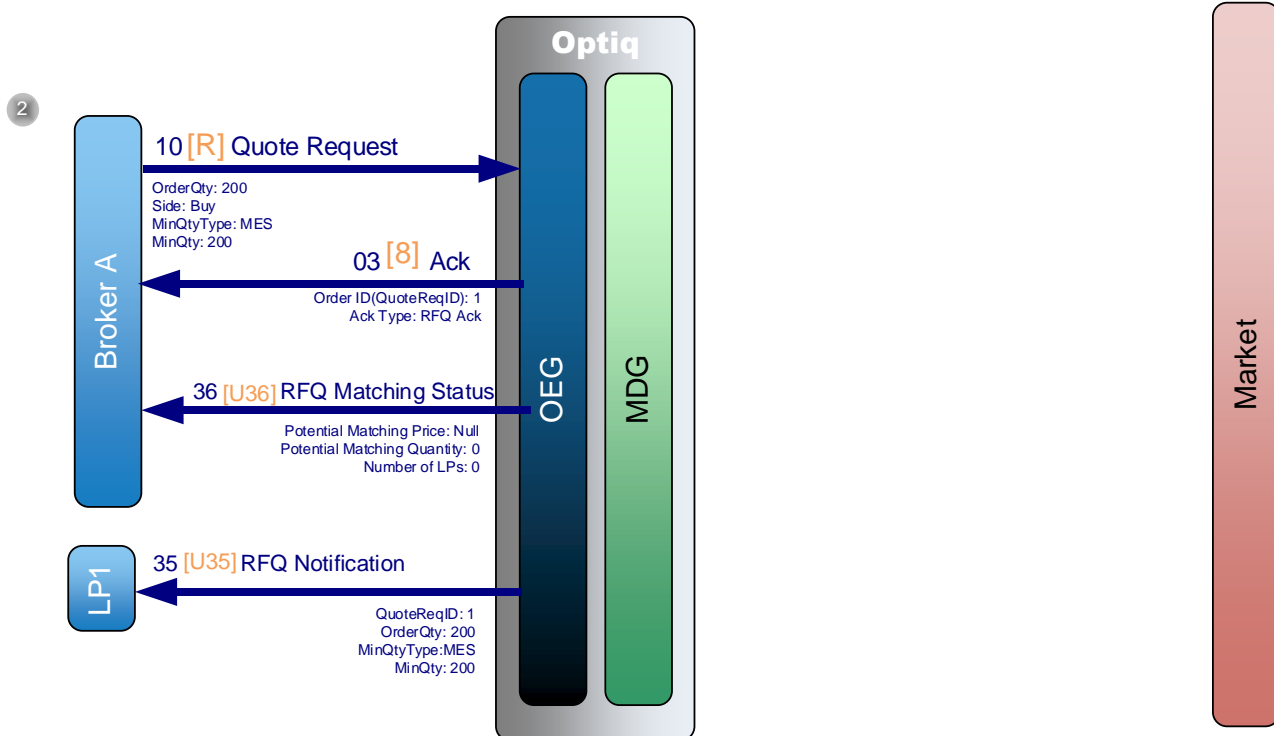 Optiq
2
10 [R] Quote Request
OrderQty: 200
Side: Buy
MinQtyType: MES
MinQty: 200
03 [8] Ack
Order ID(QuoteReqID): 1
Ack Type: RFQ Ack
Broker A
OEG
MDG
Market
36 [U36] RFQ Matching Status
Potential Matching Price: Null
Potential Matching Quantity: 0
Number of LPs: 0
LP1
35 [U35] RFQ Notification
QuoteReqID: 1
OrderQty: 200
MinQtyType:MES
MinQty: 200